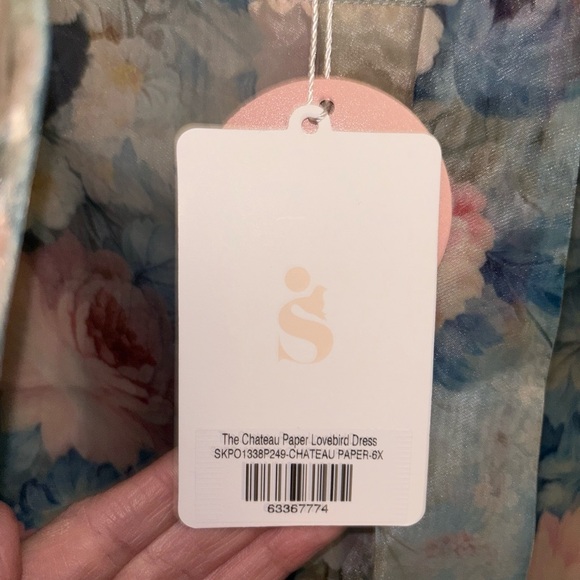 The Chateau Paper Lovebird Dress
SKPO1338P249-CHATEAU PAPER-6X
63367774